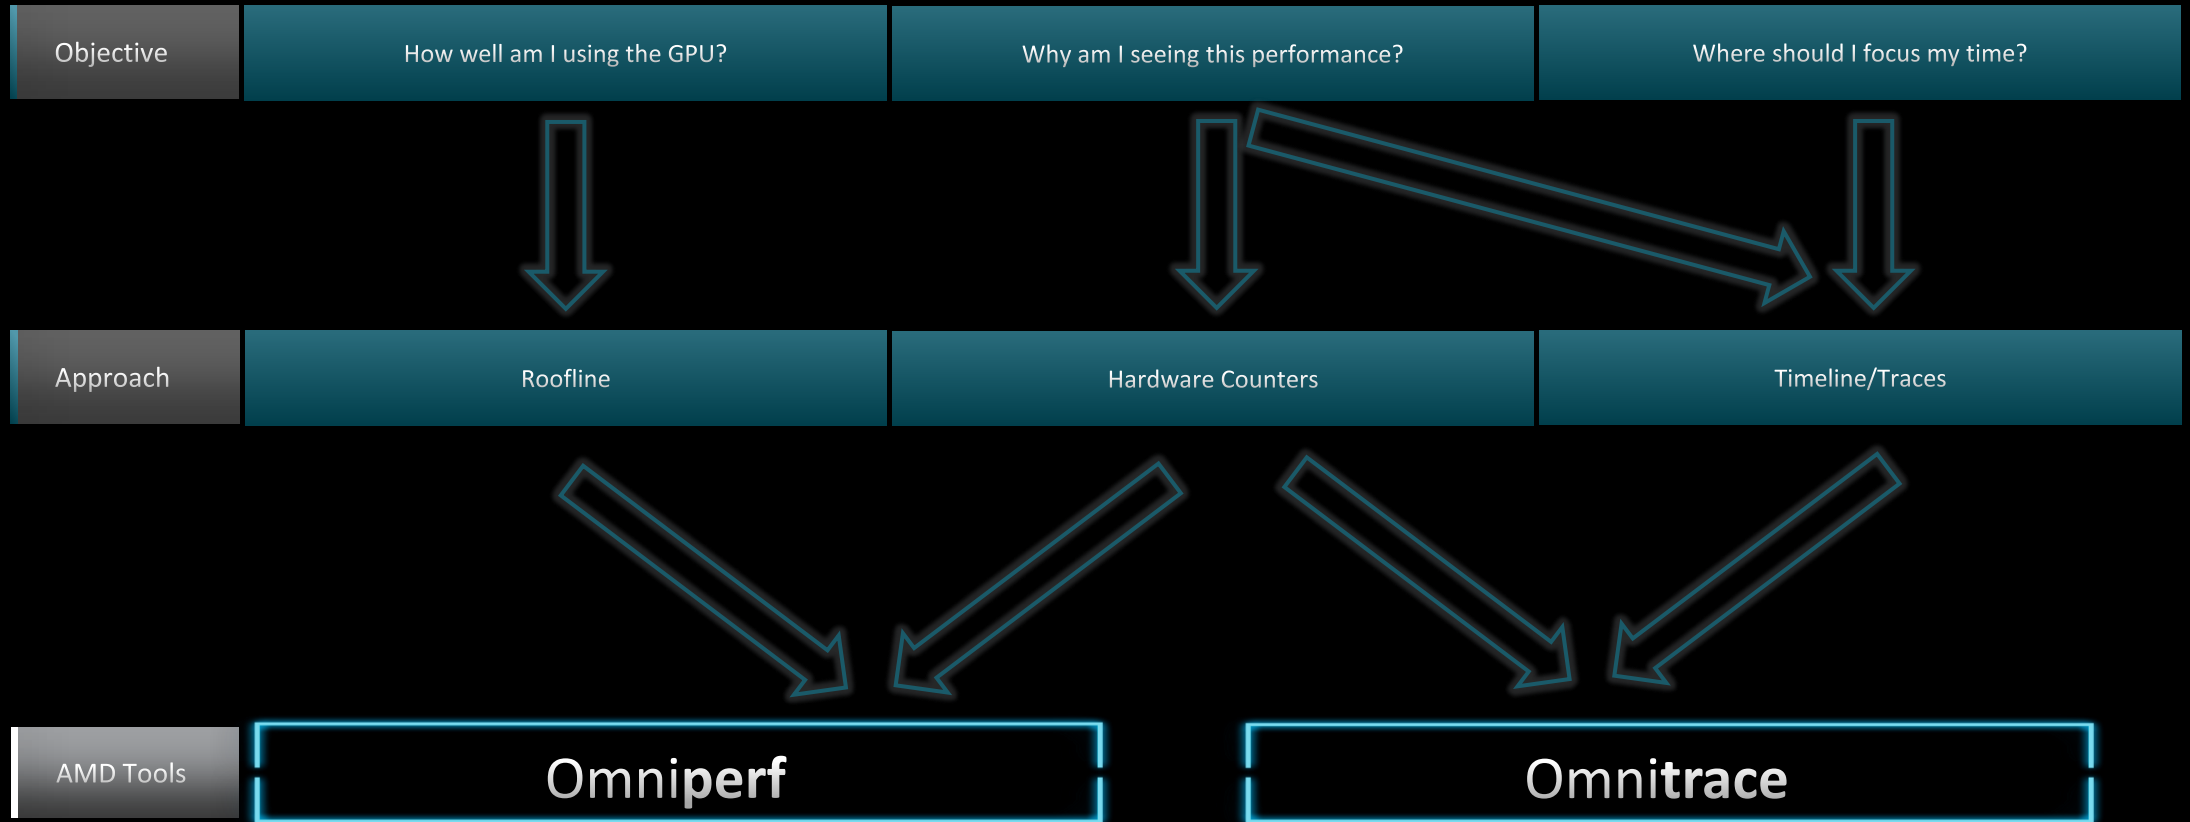 Objective
How well am I using the GPU?
Why am I seeing this performance?
Where should I focus my time?
Approach
Roofline
Hardware Counters
Timeline/Traces
AMD Tools
Omniperf
Omnitrace